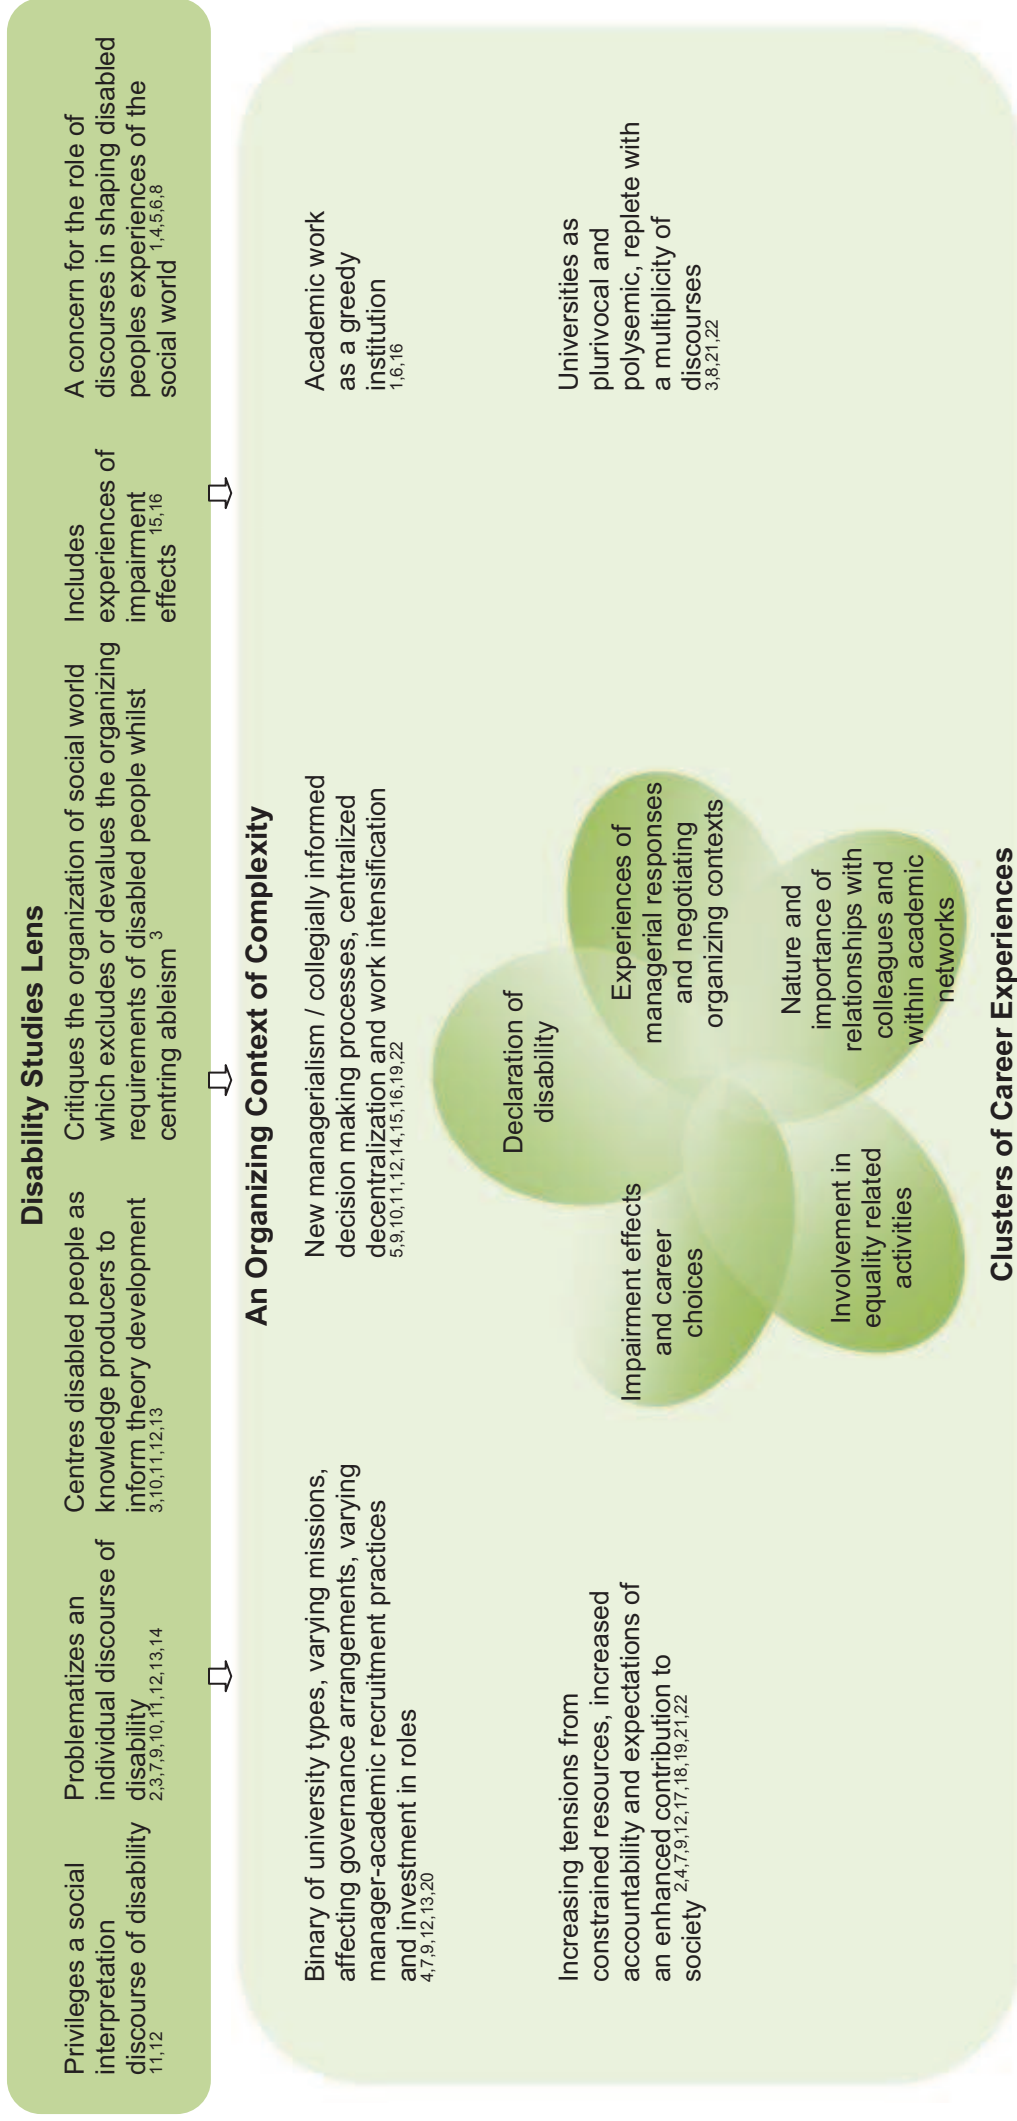 Disability Studies Lens
Privileges a social
interpretation
discourse of disability
11,12
Problematizes an
individual discourse of
disability
2,3,7,9,10,11,12,13,14
Centres disabled people as
knowledge producers to
inform theory development
3,10,11,12,13
Critiques the organization of social world
which excludes or devalues the organizing
requirements of disabled people whilst
centring ableism 3
Includes
experiences of
impairment
effects 15,16
A concern for the role of
discourses in shaping disabled
peoples experiences of the
social world 1,4,5,6,8
An Organizing Context of Complexity
Binary of university types, varying missions,
affecting governance arrangements, varying
manager-academic recruitment practices
and investment in roles
4,7,9,12,13,20
New managerialism / collegially informed
decision making processes, centralized
decentralization and work intensification
5,9,10,11,12,14,15,16,19,22
Academic work
as a greedy
institution
1,6,16
Increasing tensions from
constrained resources, increased
accountability and expectations of
an enhanced contribution to
society 2,4,7,9,12,17,18,19,21,22
Universities as
plurivocal and
polysemic, replete with
a multiplicity of
discourses
3,8,21,22
Declaration of
disability
Impairment effects
and career
choices
Experiences of
managerial responses
and negotiating
organizing contexts
Involvement in
equality related
activities
Nature and
importance of
relationships with
colleagues and
within academic
networks
Clusters of Career Experiences